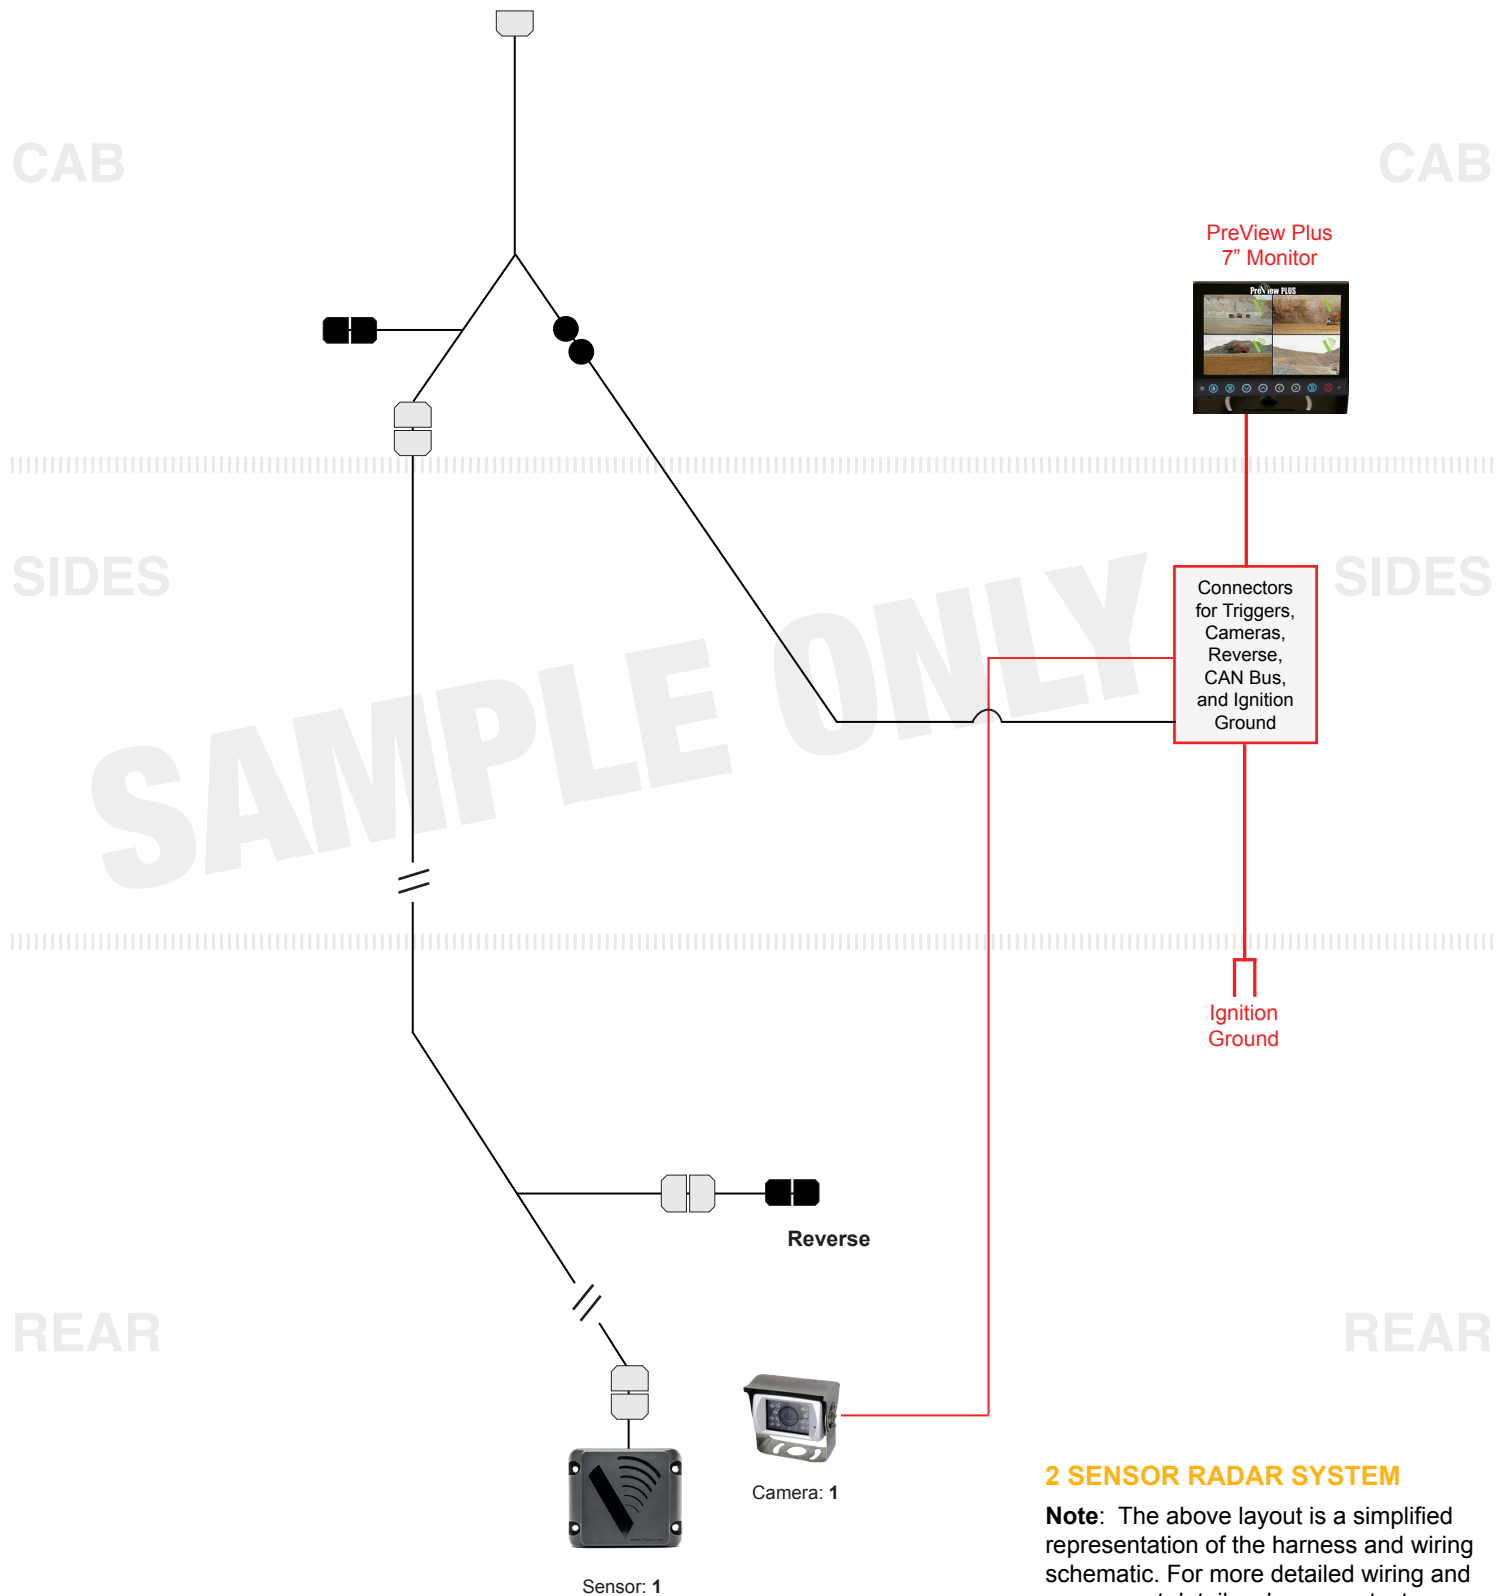 CAB
CAB
PreView Plus
7” Monitor
PreView PLUS
SIDES
SIDES
Connectors
for Triggers,
Cameras,
Reverse,
CAN Bus,
and Ignition
Ground
SAMPLE ONLY
Ignition
Ground
Reverse
REAR
REAR
Camera: 1
Sensor: 1
2 SENSOR RADAR SYSTEM
Note:  The above layout is a simplified
representation of the harness and wiring
schematic. For more detailed wiring and